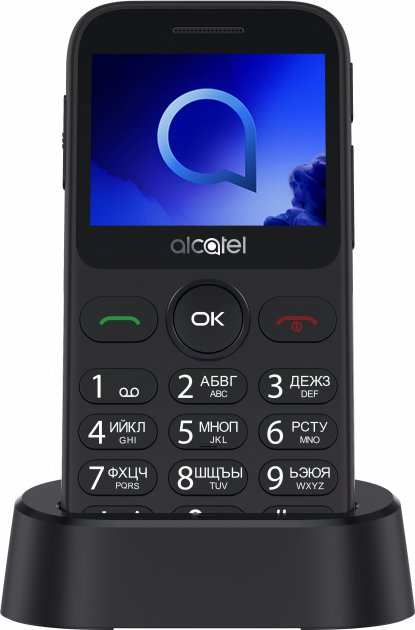 alcatel
OK
1
2 АБВГ ABC
3 ДЕЖЗ DEF
4 ИЙКЛ GHI
5 МНОП JKL
6 РСТУ MNO
7 ФХЦЧ PQRS
8 ШЩЪЫ TUV
9 ЬЭЮЯ WXYZ